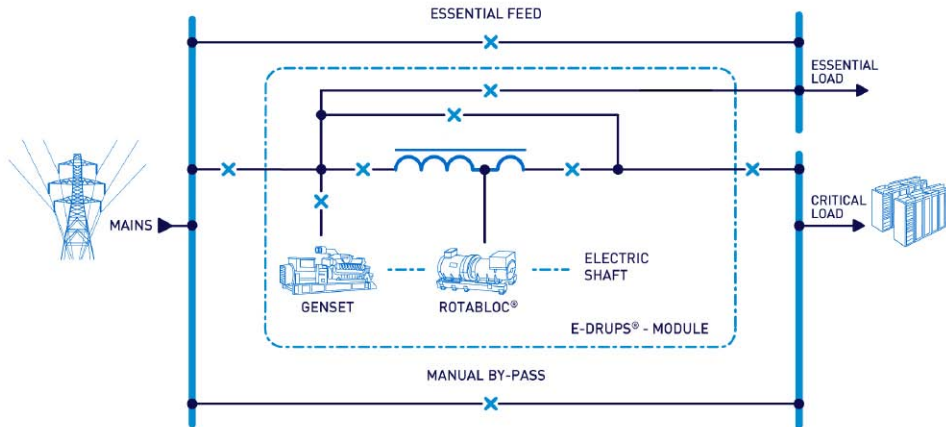 ESSENTIAL FEED
ESSENTIAL
LOAD
MAINS
CRITICAL
LOAD
ELECTRIC
SHAFT
GENSET
ROTABLOC®
E-DRUPS® - MODULE
MANUAL BY-PASS